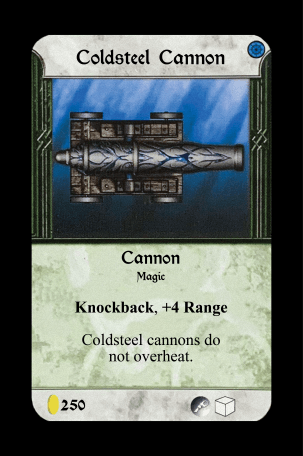 Coldsteel Cannon
Cannon
Magic
Knockback, +4 Range
Coldsteel cannons do
not overheat.
250